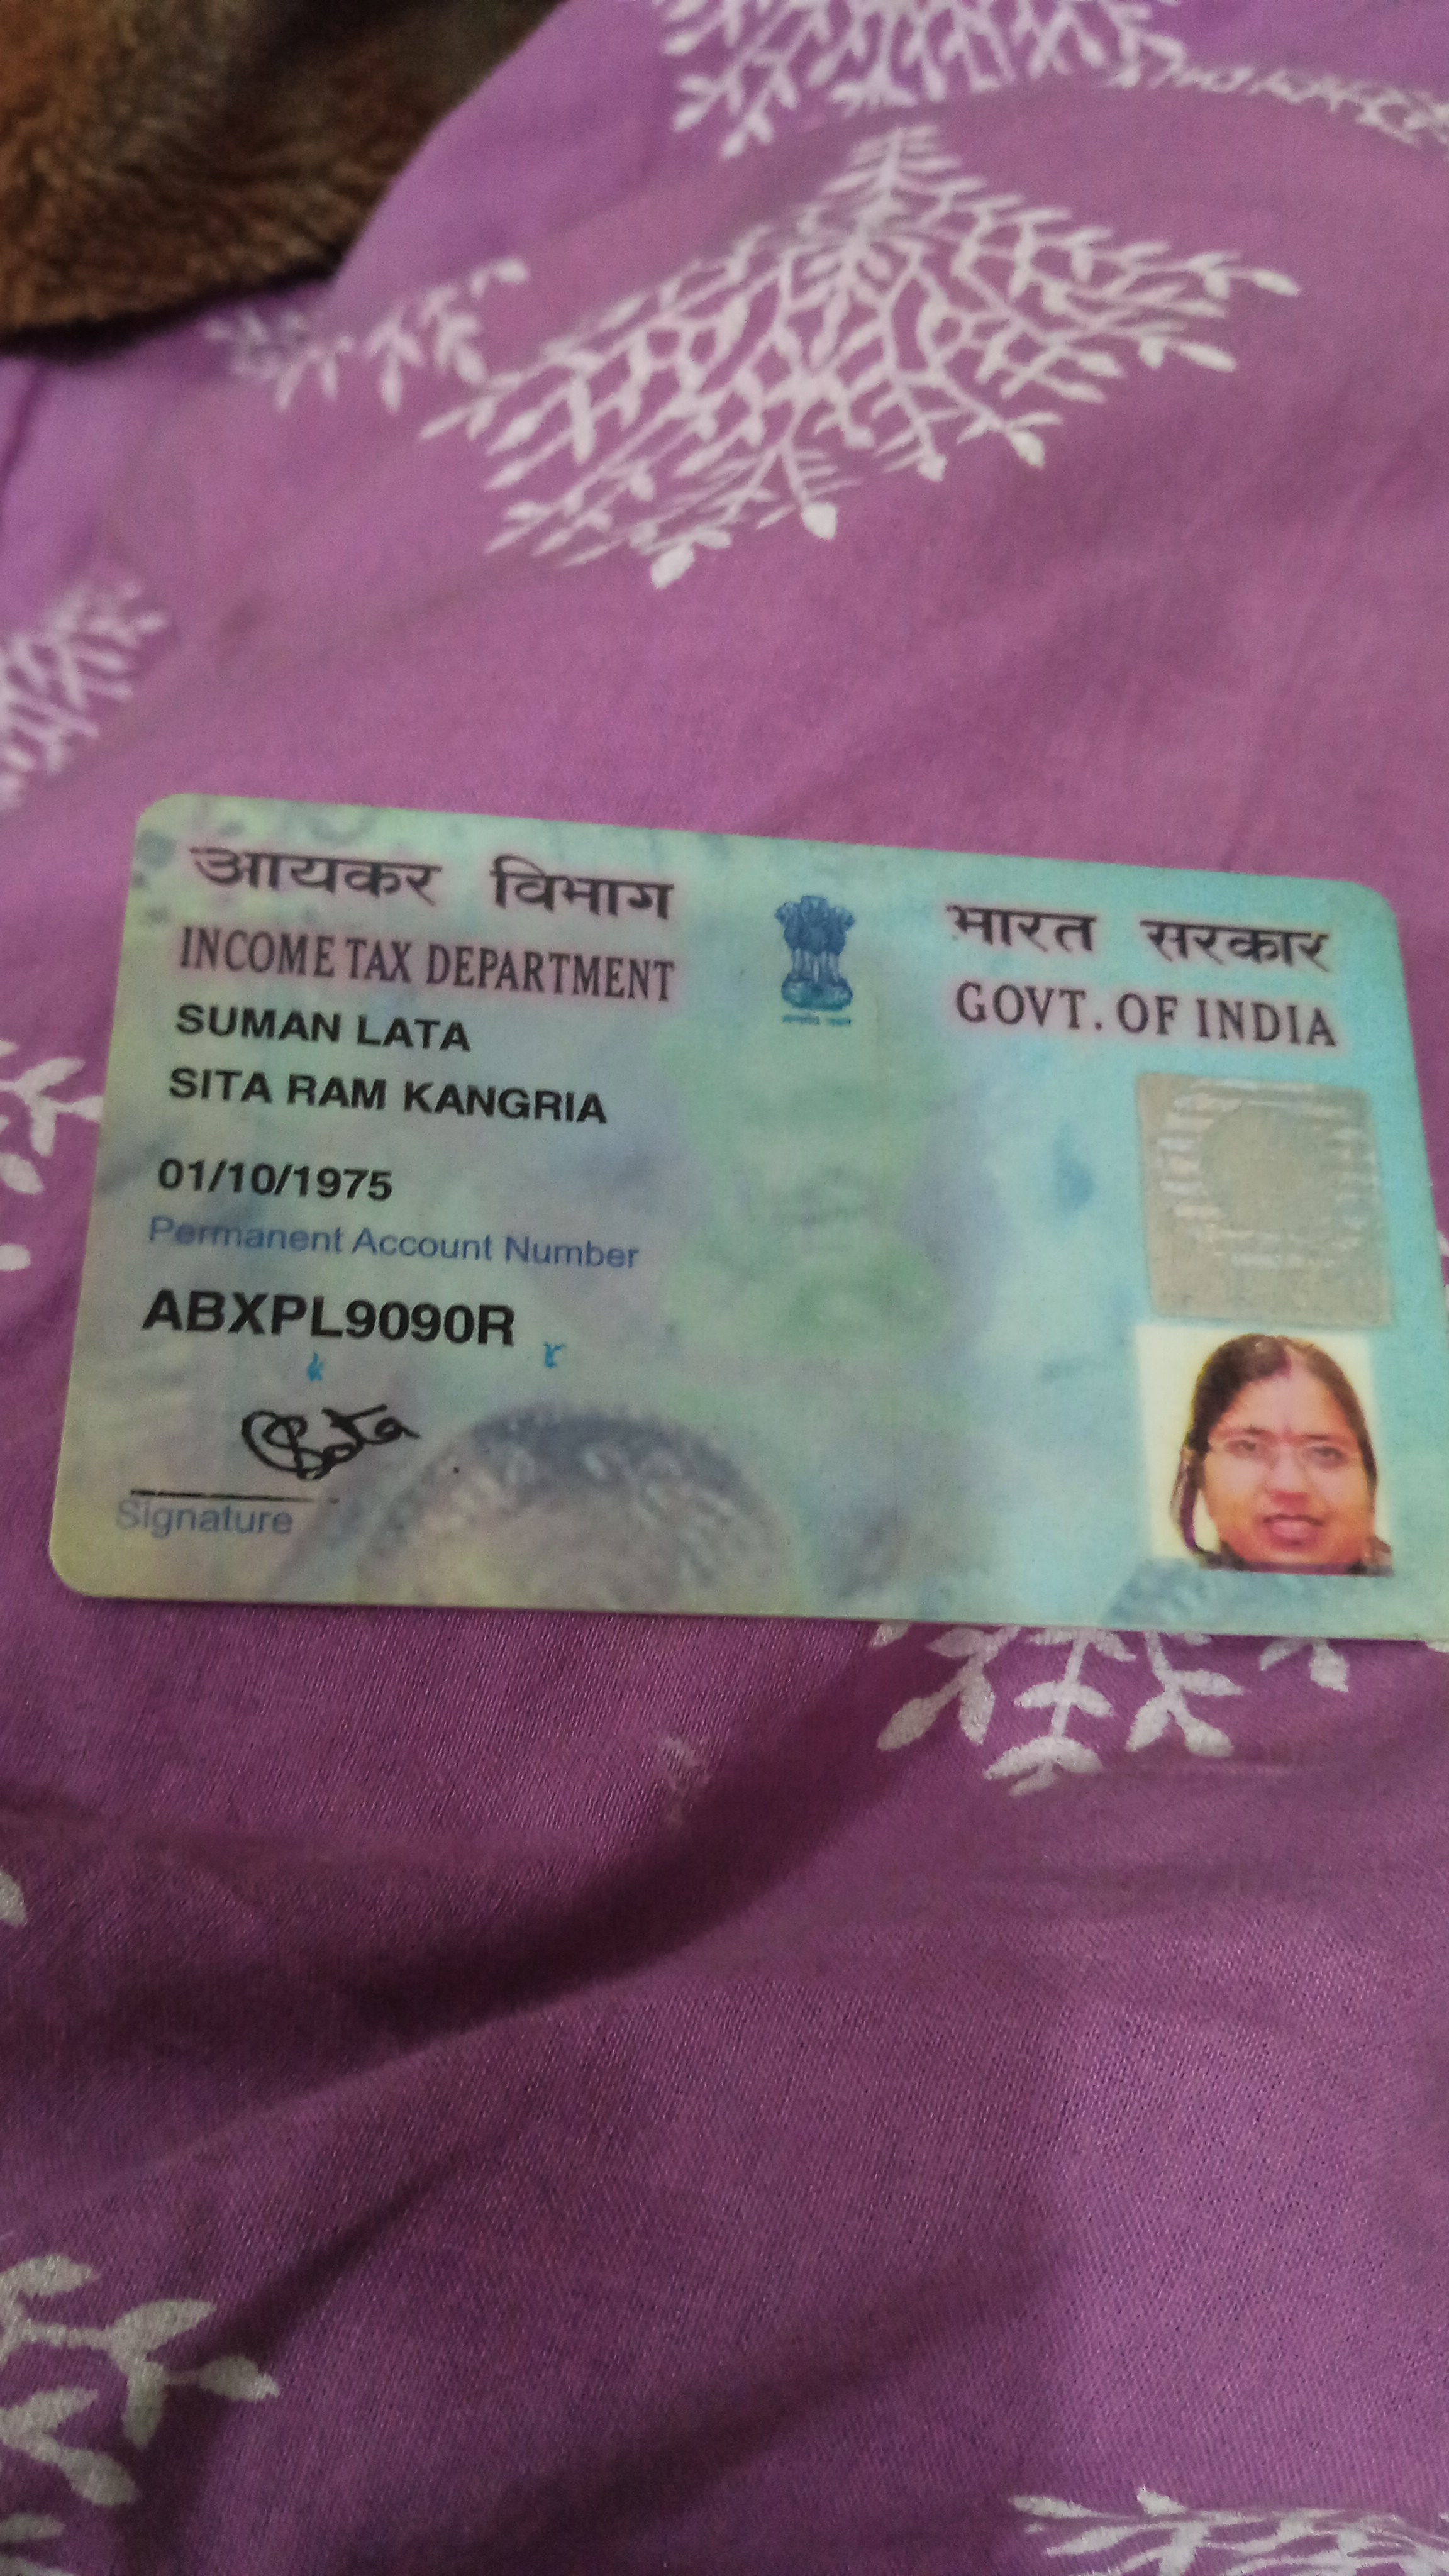 आयकर विभाग
INCOME TAX DEPARTMENT
भारत सरकार
GOVT. OF INDIA
SUMAN LATA
SITA RAM KANGRIA
01/10/1975
Permanent Account Number
ABXPL9090R
Signature